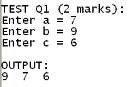 TEST Q1 (2 marks):
Enter a = 7
Enter b = 9
Enter c = 6
OUTPUT:
9 7 6